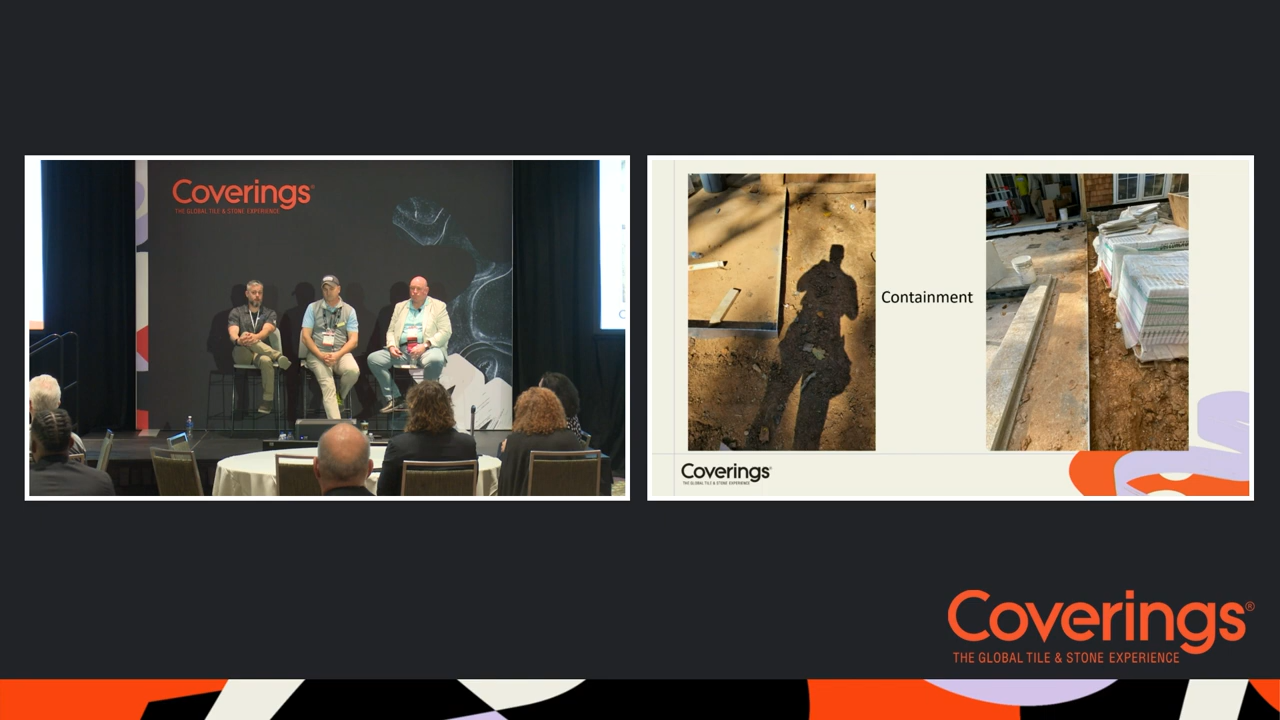 Coverings®
THE GLOBAL TILE & STONE EXPERIENCE
Containment
Coverings®
THE GLOBAL TILE & STONE EXPERIENCE
Coverings®
THE GLOBAL TILE & STONE EXPERIENCE